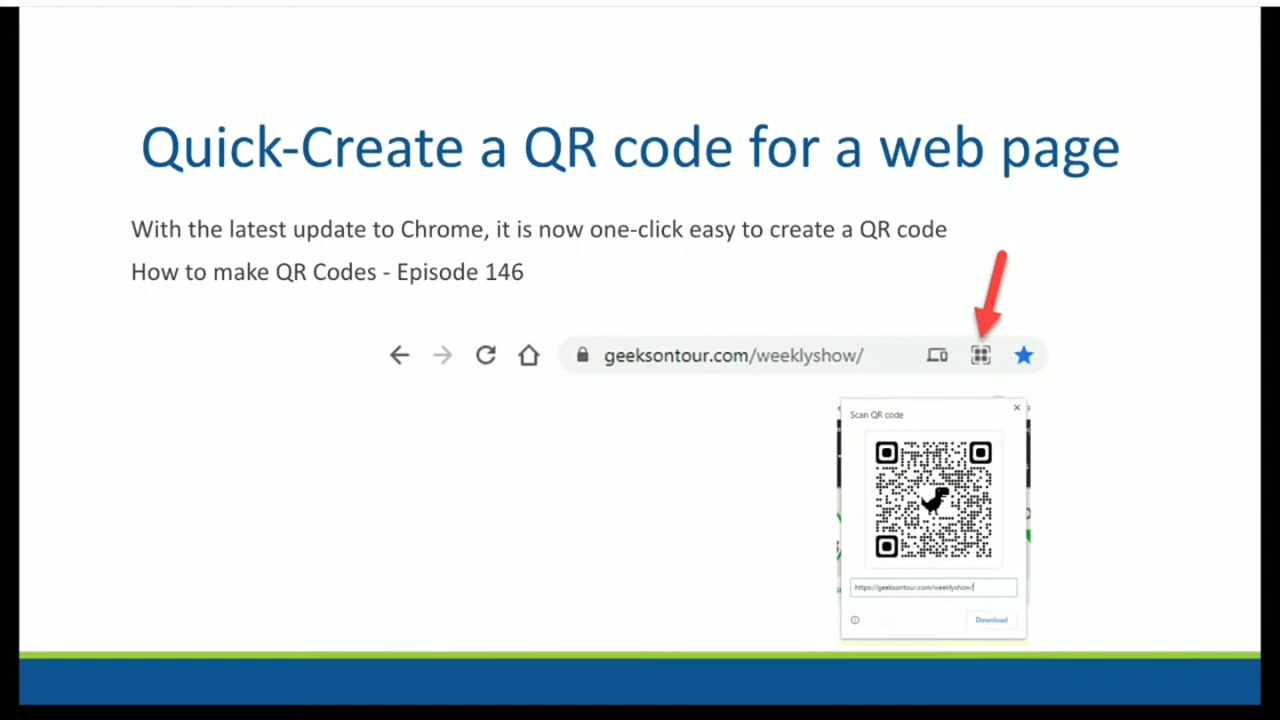 Quick-Create a QR code for a web page
With the latest update to Chrome, it is now one-click easy to create a QR code
How to make QR Codes - Episode 146
geeksontour.com/weeklyshow/
Scan QR code
https://geeksontour.com/weeklyshow/
Download